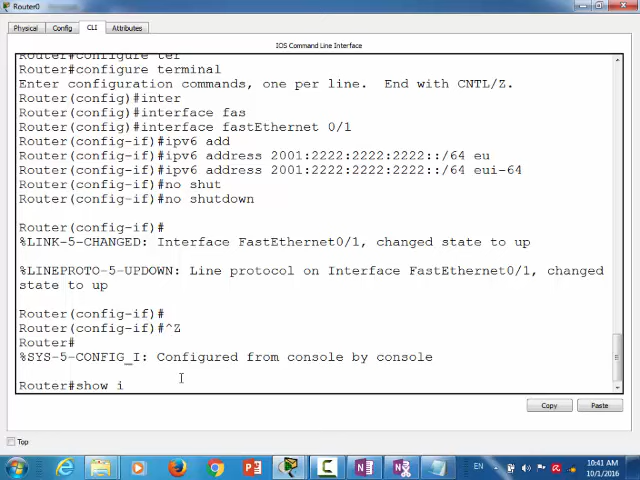 Router0
Physical Config CLI Attributes
IOS Command Line Interface
Router#configure ter
Router#configure terminal
Enter configuration commands, one per line.  End with CNTL/Z.
Router(config)#inter
Router(config)#interface fas
Router(config)#interface fastEthernet 0/1
Router(config-if)#ipv6 add
Router(config-if)#ipv6 address 2001:2222:2222:2222::/64 eu
Router(config-if)#ipv6 address 2001:2222:2222:2222::/64 eui-64
Router(config-if)#no shut
Router(config-if)#no shutdown
Router(config-if)#
%LINK-5-CHANGED: Interface FastEthernet0/1, changed state to up
%LINEPROTO-5-UPDOWN: Line protocol on Interface FastEthernet0/1, changed
state to up
Router(config-if)#
Router(config-if)#^Z
Router#
%SYS-5-CONFIG_I: Configured from console by console
Router#show i
Copy Paste
Top
EN 10:41 AM
10/1/2016